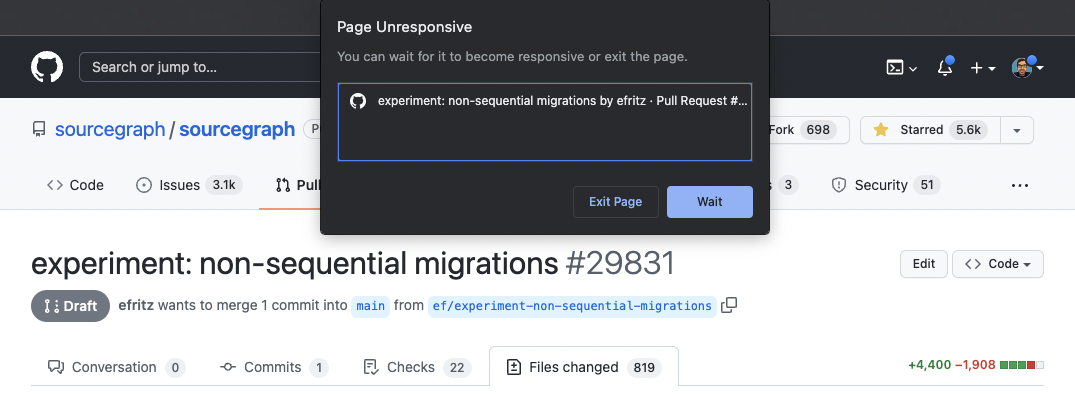 Page Unresponsive
You can wait for it to become responsive or exit the page.
experiment: non-sequential migrations by efritz · Pull Request #...
Exit Page Wait
Search or jump to...
sourcegraph / sourcegraph Fork 698 Starred 5.6k
Code Issues 3.1k 3 Security 51
experiment: non-sequential migrations #29831 Edit Code
Draft efritz wants to merge 1 commit into main from ef/experiment-non-sequential-migrations
Conversation 0 Commits 1 Checks 22 Files changed 819 +4,400 −1,908